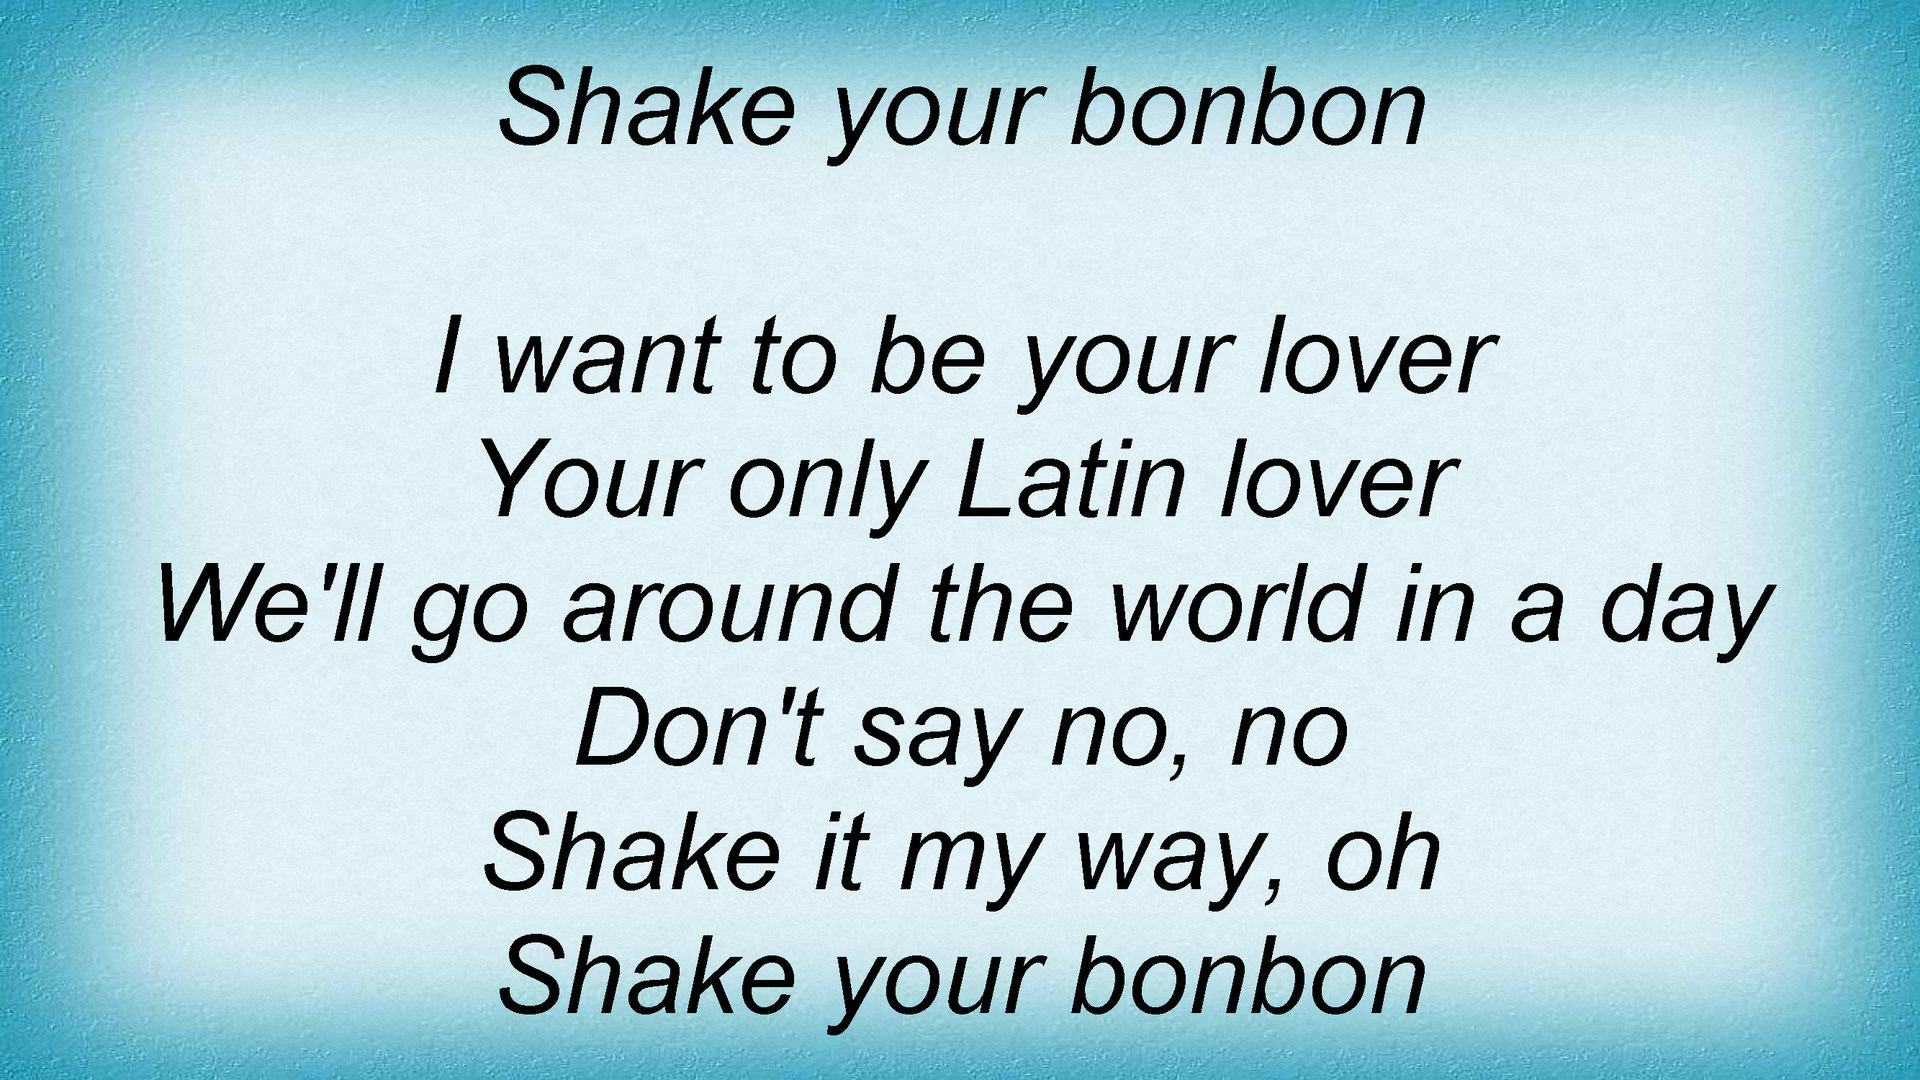 Shake your bonbon
I want to be your lover
Your only Latin lover
We'll go around the world in a day
Don't say no, no
Shake it my way, oh
Shake your bonbon